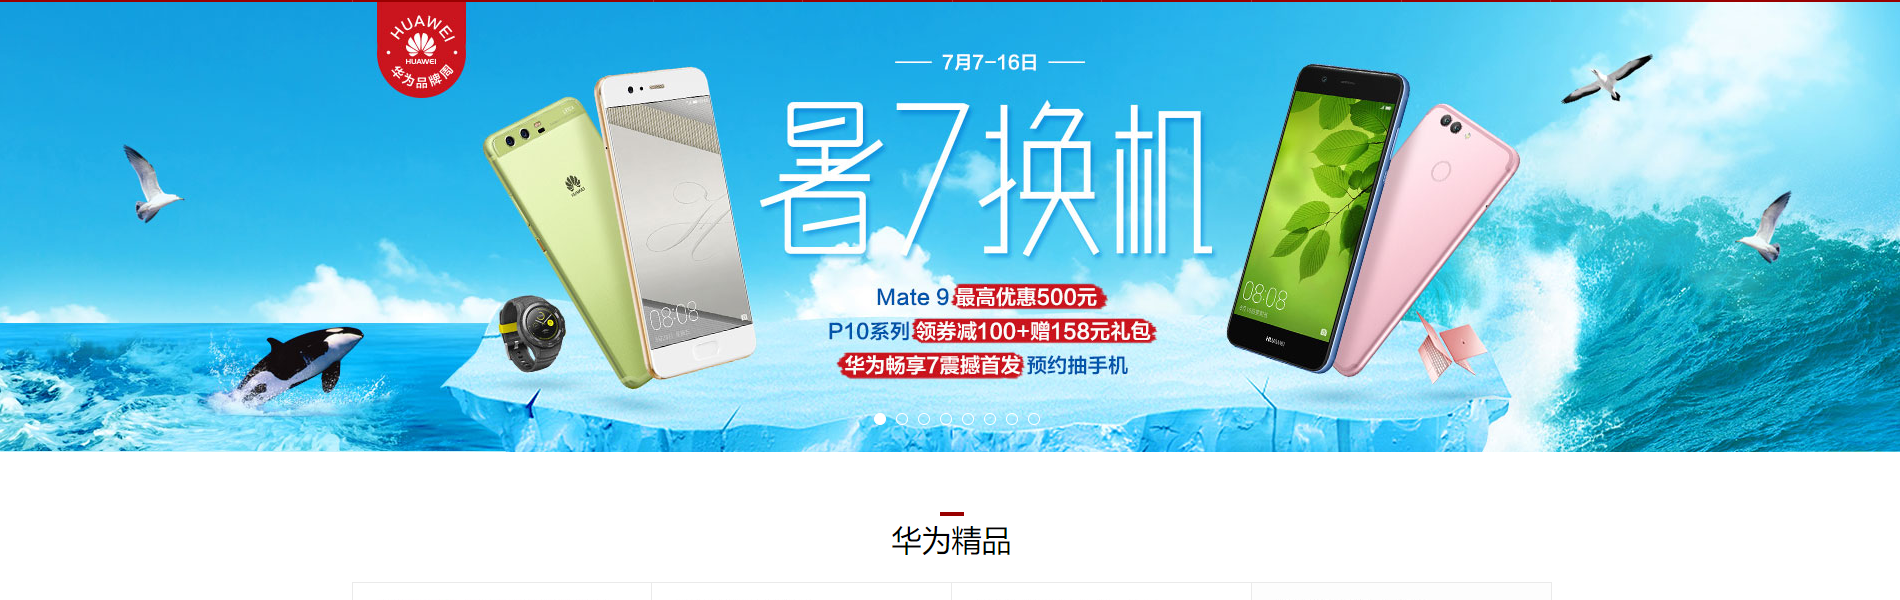 HUAWEI
HUAWEI
华为品牌周
7月7-16日
暑7换机
Mate 9 最高优惠500元
P10系列 领券减100+赠158元礼包
华为畅享7震撼首发 预约抽手机
HUAWEI
08:08
08:08
HUAWEI
华为精品